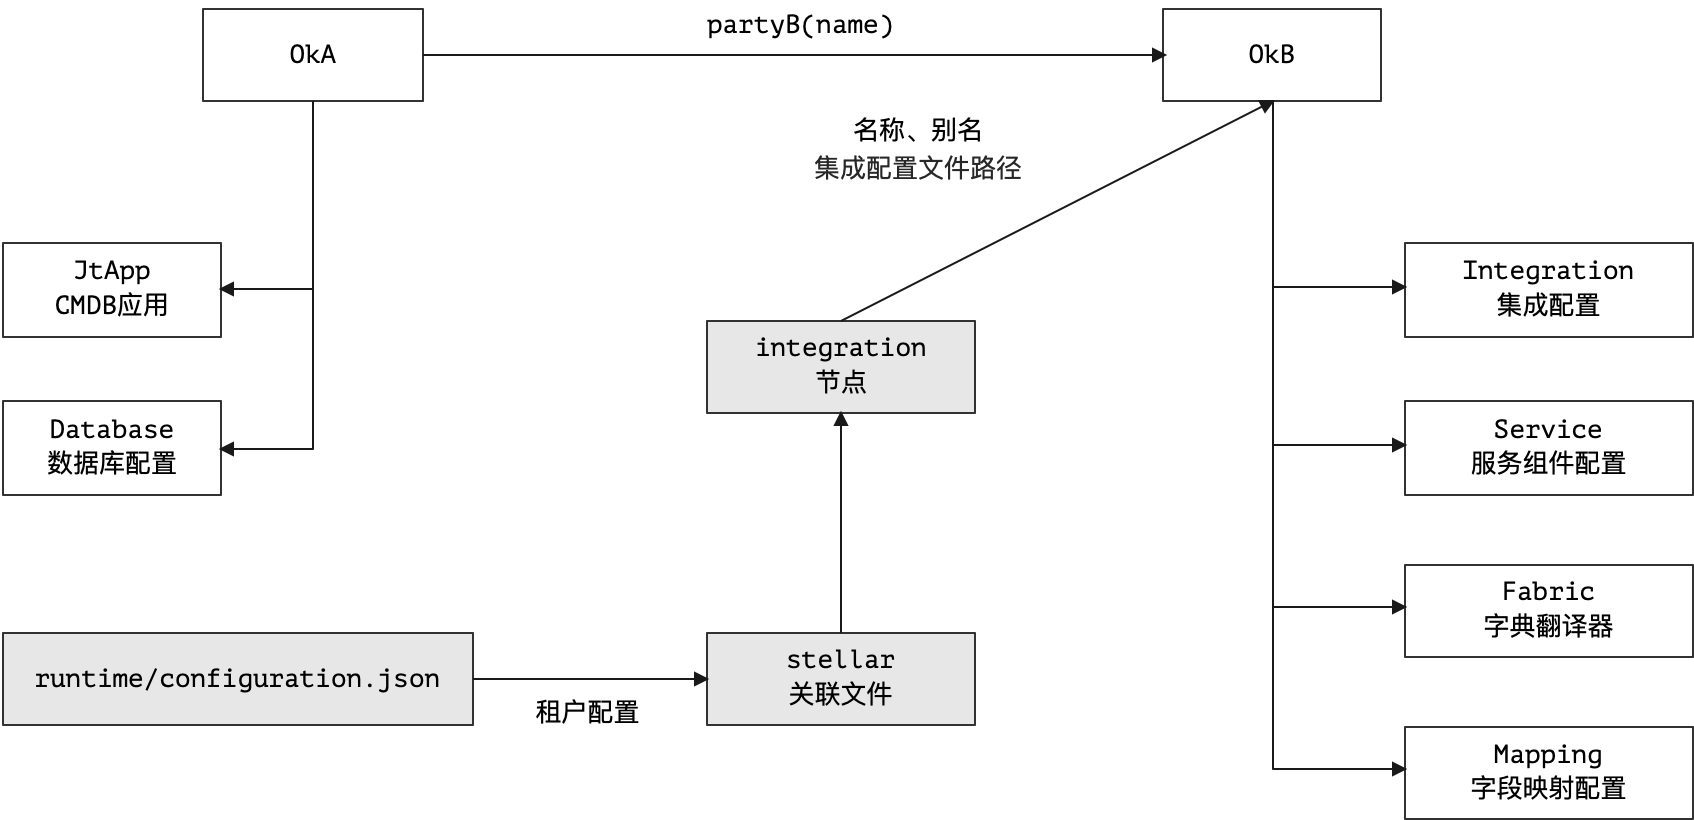 OkA
partyB(name)
OkB
名称、别名
集成配置文件路径
JtApp
CMDB应用
Integration
集成配置
integration
节点
Database
数据库配置
Service
服务组件配置
Fabric
字典翻译器
runtime/configuration.json
租户配置
stellar
关联文件
Mapping
字段映射配置